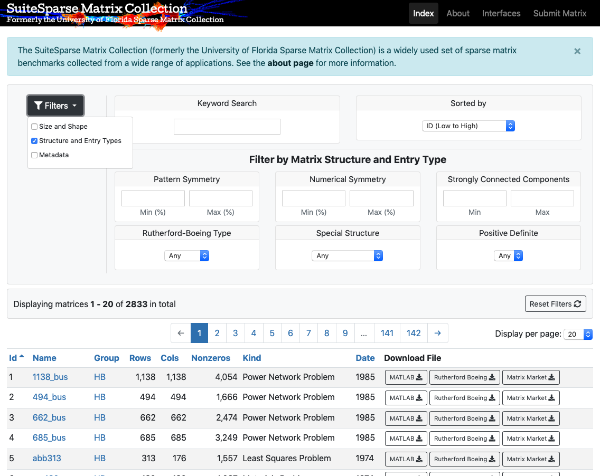 SuiteSparse Matrix Collection
Formerly the University of Florida Sparse Matrix Collection
Index About Interfaces Submit Matrix
The SuiteSparse Matrix Collection (formerly the University of Florida Sparse Matrix Collection) is a widely used set of sparse matrix ×
benchmarks collected from a wide range of applications. See the about page for more information.
Filters
Size and Shape
Structure and Entry Types
Metadata
Keyword Search Sorted by
ID (Low to High)
Filter by Matrix Structure and Entry Type
Pattern Symmetry Numerical Symmetry Strongly Connected Components
Min (%) Max (%) Min (%) Max (%) Min Max
Rutherford-Boeing Type Special Structure Positive Definite
Any Any Any
Displaying matrices 1 - 20 of 2833 in total Reset Filters
← 1 2 3 4 5 6 7 8 9 ... 141 142 → Display per page: 20
Id Name Group Rows Cols Nonzeros Kind Date Download File
1 1138_bus HB 1,138 1,138 4,054 Power Network Problem 1985 MATLAB Rutherford Boeing Matrix Market
2 494_bus HB 494 494 1,666 Power Network Problem 1985 MATLAB Rutherford Boeing Matrix Market
3 662_bus HB 662 662 2,474 Power Network Problem 1985 MATLAB Rutherford Boeing Matrix Market
4 685_bus HB 685 685 3,249 Power Network Problem 1985 MATLAB Rutherford Boeing Matrix Market
5 abb313 HB 313 176 1,557 Least Squares Problem 1974 MATLAB Rutherford Boeing Matrix Market